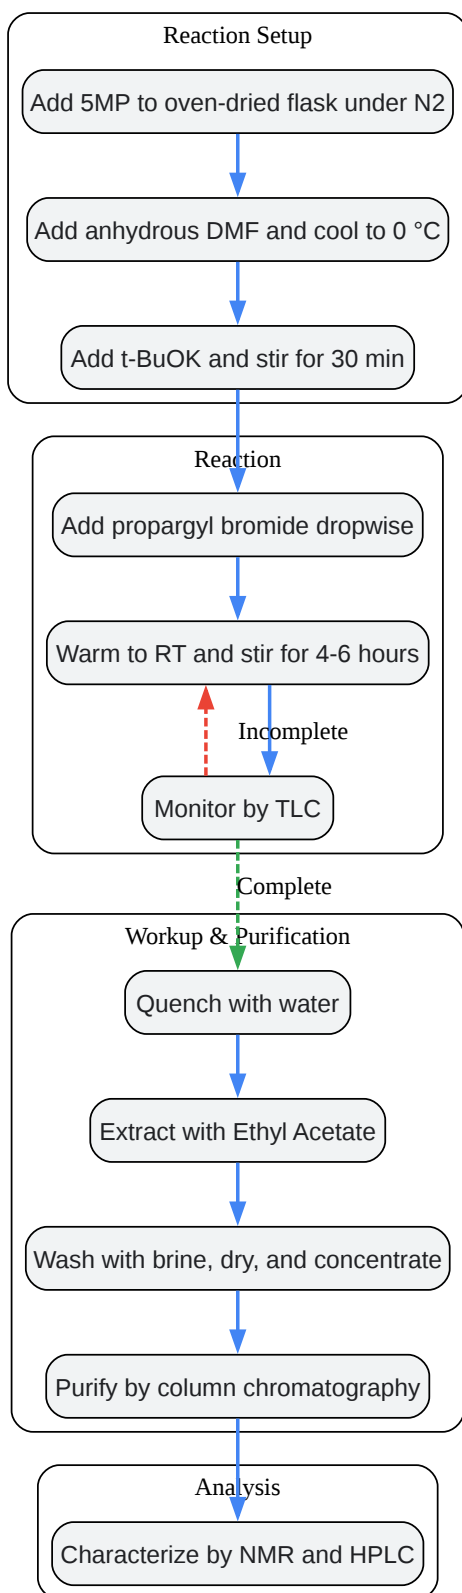 Reaction Setup
Add 5MP to oven-dried flask under N2
Add anhydrous DMF and cool to 0 °C
Add t-BuOK and stir for 30 min
Reaction
Add propargyl bromide dropwise
Warm to RT and stir for 4-6 hours
Incomplete
Monitor by TLC
Complete
Workup & Purification
Quench with water
Extract with Ethyl Acetate
Wash with brine, dry, and concentrate
Purify by column chromatography
Analysis
Characterize by NMR and HPLC